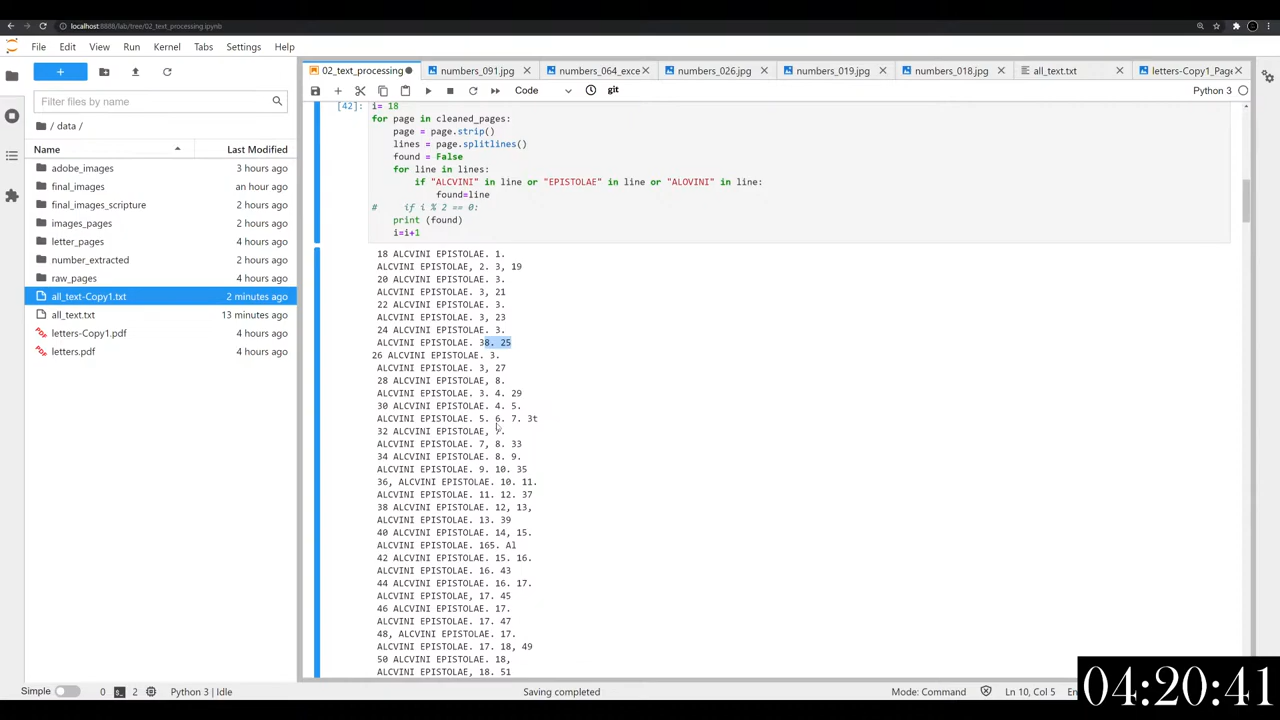 localhost:8888/lab/tree/02_text_processing.ipynb
File Edit View Run Kernel Tabs Settings Help
02_text_processing numbers_091.jpg numbers_064_exce numbers_026.jpg numbers_019.jpg numbers_018.jpg all_text.txt letters-Copy1_Page
Code git Python 3
Filter files by name
/ data /
Name Last Modified
adobe_images 3 hours ago
final_images an hour ago
final_images_scripture 2 hours ago
images_pages 2 hours ago
letter_pages 4 hours ago
number_extracted 2 hours ago
raw_pages 4 hours ago
all_text-Copy1.txt 2 minutes ago
all_text.txt 13 minutes ago
letters-Copy1.pdf 4 hours ago
letters.pdf 4 hours ago
[42]: i= 18
for page in cleaned_pages:
page = page.strip()
lines = page.splitlines()
found = False
for line in lines:
if "ALCVINI" in line or "EPISTOLAE" in line or "ALOVINI" in line:
found=line
# if i % 2 == 0:
print (found)
i=i+1
18 ALCVINI EPISTOLAE. 1.
ALCVINI EPISTOLAE, 2. 3, 19
20 ALCVINI EPISTOLAE. 3.
ALCVINI EPISTOLAE. 3, 21
22 ALCVINI EPISTOLAE. 3.
ALCVINI EPISTOLAE. 3, 23
24 ALCVINI EPISTOLAE. 3.
ALCVINI EPISTOLAE. 38. 25
26 ALCVINI EPISTOLAE. 3.
ALCVINI EPISTOLAE. 3, 27
28 ALCVINI EPISTOLAE, 8.
ALCVINI EPISTOLAE. 3. 4. 29
30 ALCVINI EPISTOLAE. 4. 5.
ALCVINI EPISTOLAE. 5. 6. 7. 3t
32 ALCVINI EPISTOLAE, 7.
ALCVINI EPISTOLAE. 7, 8. 33
34 ALCVINI EPISTOLAE. 8. 9.
ALCVINI EPISTOLAE. 9. 10. 35
36, ALCVINI EPISTOLAE. 10. 11.
ALCVINI EPISTOLAE. 11. 12. 37
38 ALCVINI EPISTOLAE. 12, 13,
ALCVINI EPISTOLAE. 13. 39
40 ALCVINI EPISTOLAE. 14, 15.
ALCVINI EPISTOLAE. 165. Al
42 ALCVINI EPISTOLAE. 15. 16.
ALCVINI EPISTOLAE. 16. 43
44 ALCVINI EPISTOLAE. 16. 17.
ALCVINI EPISTOLAE. 17. 45
46 ALCVINI EPISTOLAE. 17.
ALCVINI EPISTOLAE. 17. 47
48, ALCVINI EPISTOLAE. 17.
ALCVINI EPISTOLAE. 17. 18, 49
50 ALCVINI EPISTOLAE. 18,
ALCVINI EPISTOLAE, 18. 51
Simple 0 2 Python 3 | Idle Saving completed Mode: Command Ln 10, Col 5
04:20:41